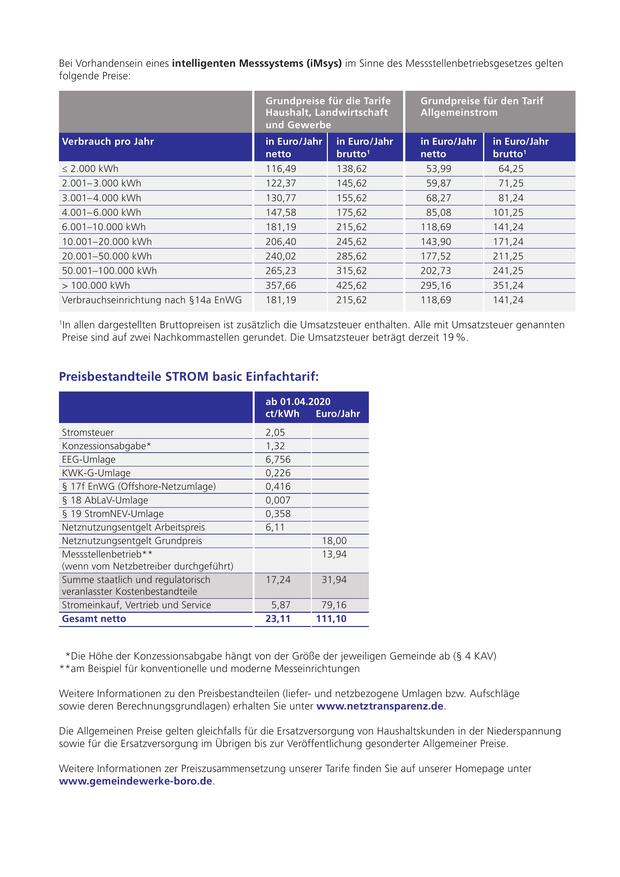 Bei Vorhandensein eines intelligenten Messsystems (iMsys) im Sinne des Messstellenbetriebsgesetzes gelten
folgende Preise:
Grundpreise für die Tarife Haushalt, Landwirtschaft und Gewerbe | Grundpreise für den Tarif Allgemeinstrom
Verbrauch pro Jahr | in Euro/Jahr netto | in Euro/Jahr brutto¹ | in Euro/Jahr netto | in Euro/Jahr brutto¹
≤ 2.000 kWh 116,49 138,62 53,99 64,25
2.001–3.000 kWh 122,37 145,62 59,87 71,25
3.001–4.000 kWh 130,77 155,62 68,27 81,24
4.001–6.000 kWh 147,58 175,62 85,08 101,25
6.001–10.000 kWh 181,19 215,62 118,69 141,24
10.001–20.000 kWh 206,40 245,62 143,90 171,24
20.001–50.000 kWh 240,02 285,62 177,52 211,25
50.001–100.000 kWh 265,23 315,62 202,73 241,25
> 100.000 kWh 357,66 425,62 295,16 351,24
Verbrauchseinrichtung nach §14a EnWG 181,19 215,62 118,69 141,24
¹In allen dargestellten Bruttopreisen ist zusätzlich die Umsatzsteuer enthalten. Alle mit Umsatzsteuer genannten
Preise sind auf zwei Nachkommastellen gerundet. Die Umsatzsteuer beträgt derzeit 19 %.
Preisbestandteile STROM basic Einfachtarif:
ab 01.04.2020
ct/kWh Euro/Jahr
Stromsteuer 2,05
Konzessionsabgabe* 1,32
EEG-Umlage 6,756
KWK-G-Umlage 0,226
§ 17f EnWG (Offshore-Netzumlage) 0,416
§ 18 AbLaV-Umlage 0,007
§ 19 StromNEV-Umlage 0,358
Netznutzungsentgelt Arbeitspreis 6,11
Netznutzungsentgelt Grundpreis 18,00
Messstellenbetrieb** 13,94
(wenn vom Netzbetreiber durchgeführt)
Summe staatlich und regulatorisch 17,24 31,94
veranlasster Kostenbestandteile
Stromeinkauf, Vertrieb und Service 5,87 79,16
Gesamt netto 23,11 111,10
*Die Höhe der Konzessionsabgabe hängt von der Größe der jeweiligen Gemeinde ab (§ 4 KAV)
**am Beispiel für konventionelle und moderne Messeinrichtungen
Weitere Informationen zu den Preisbestandteilen (liefer- und netzbezogene Umlagen bzw. Aufschläge
sowie deren Berechnungsgrundlagen) erhalten Sie unter www.netztransparenz.de.
Die Allgemeinen Preise gelten gleichfalls für die Ersatzversorgung von Haushaltskunden in der Niederspannung
sowie für die Ersatzversorgung im Übrigen bis zur Veröffentlichung gesonderter Allgemeiner Preise.
Weitere Informationen zer Preiszusammensetzung unserer Tarife finden Sie auf unserer Homepage unter
www.gemeindewerke-boro.de.